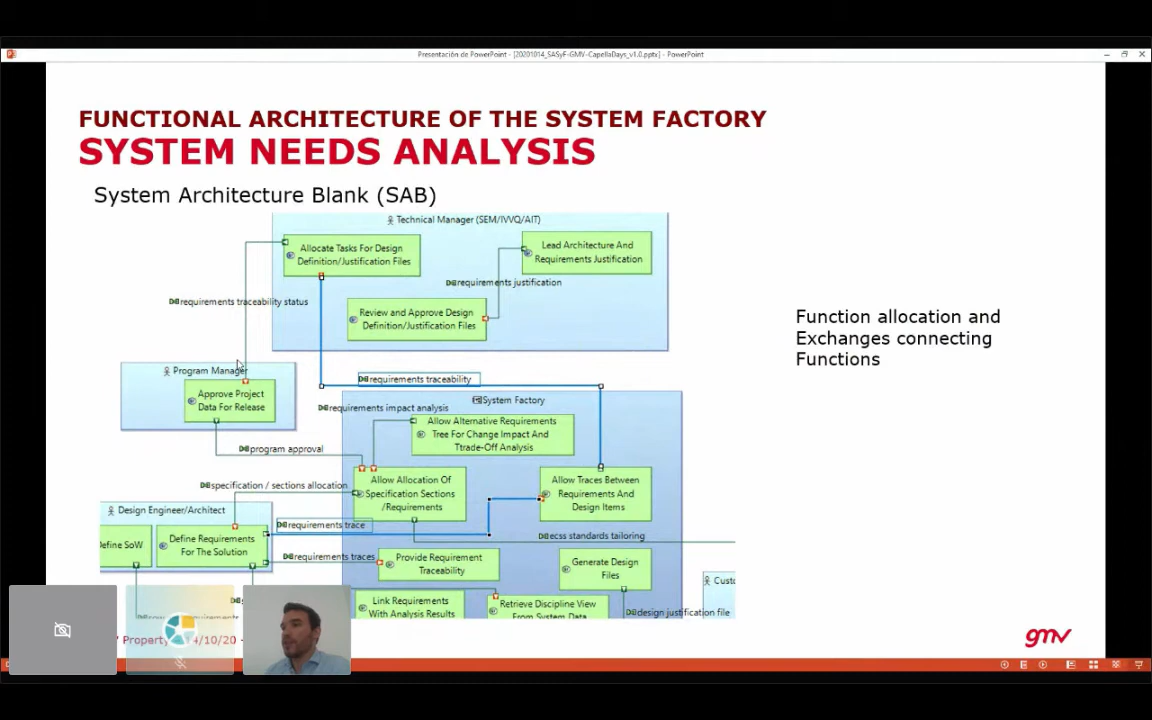 Presentación de PowerPoint - [20201014_SASyF-GMV-CapellaDays_v1.0.pptx] - PowerPoint
FUNCTIONAL ARCHITECTURE OF THE SYSTEM FACTORY
SYSTEM NEEDS ANALYSIS
System Architecture Blank (SAB)
Technical Manager (SEM/IVVQ/AIT)
Allocate Tasks For Design
Definition/Justification Files
Lead Architecture And
Requirements Justification
requirements justification
requirements traceability status
Review and Approve Design
Definition/Justification Files
Function allocation and
Exchanges connecting
Functions
Program Manager
Approve Project
Data For Release
requirements traceability
System Factory
requirements impact analysis
Allow Alternative Requirements
Tree For Change Impact And
Ttrade-Off Analysis
program approval
specification / sections allocation
Allow Allocation Of
Specification Sections
/Requirements
Allow Traces Between
Requirements And
Design Items
Design Engineer/Architect
requirements trace
Define Requirements
For The Solution
efine SoW
ecss standards tailoring
requirements traces
Provide Requirement
Traceability
Generate Design
Files
Custo
Link Requirements
With Analysis Results
Retrieve Discipline View
From System Data
design justification file
Property
14/10/20 -
gmv